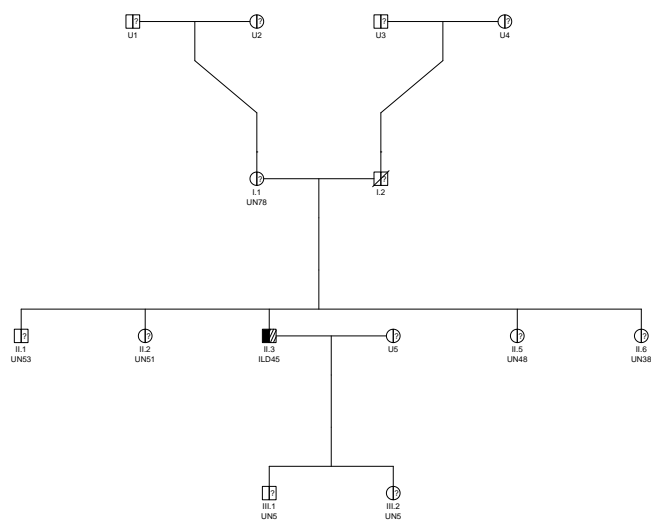 ? ? ? ?
U1 U2 U3 U4
? ?
I.1 I.2
UN78
? ? ? ? ?
II.1 II.2 II.3 U5 II.5 II.6
UN53 UN51 ILD45 UN48 UN38
? ?
III.1 III.2
UN5 UN5